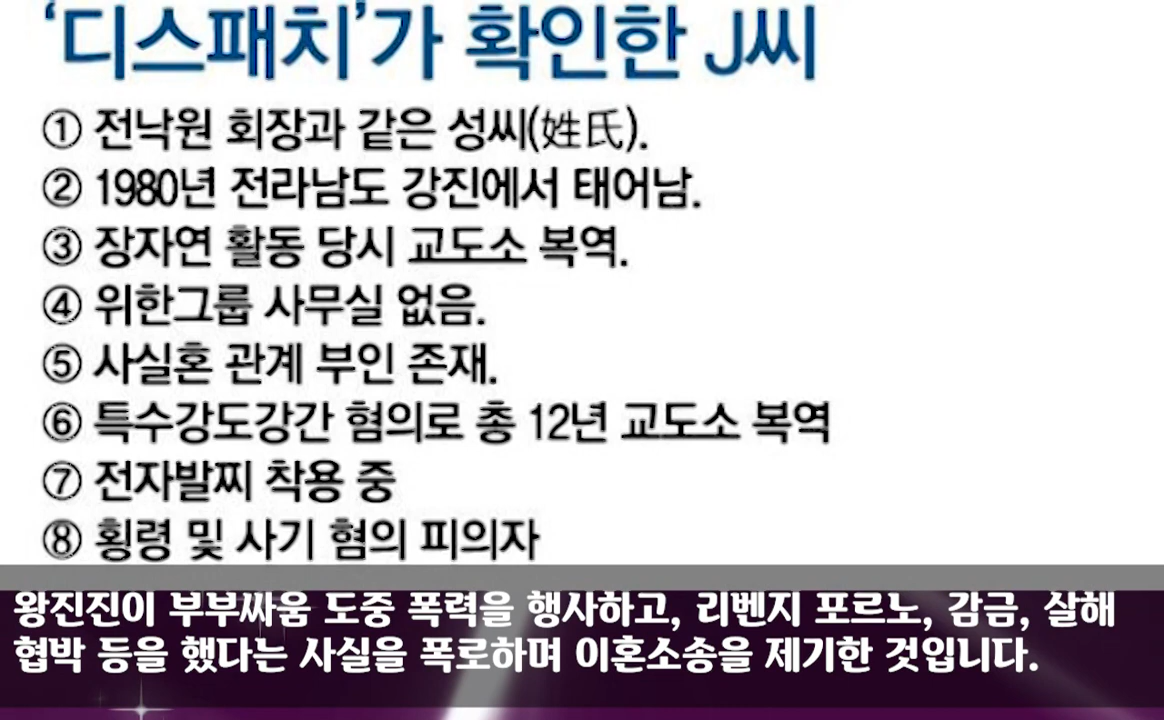 ‘디스패치’가 확인한 J씨
① 전낙원 회장과 같은 성씨(姓氏).
② 1980년 전라남도 강진에서 태어남.
③ 장자연 활동 당시 교도소 복역.
④ 위한그룹 사무실 없음.
⑤ 사실혼 관계 부인 존재.
⑥ 특수강도강간 혐의로 총 12년 교도소 복역
⑦ 전자발찌 착용 중
⑧ 횡령 및 사기 혐의 피의자
왕진진이 부부싸움 도중 폭력을 행사하고, 리벤지 포르노, 감금, 살해
협박 등을 했다는 사실을 폭로하며 이혼소송을 제기한 것입니다.